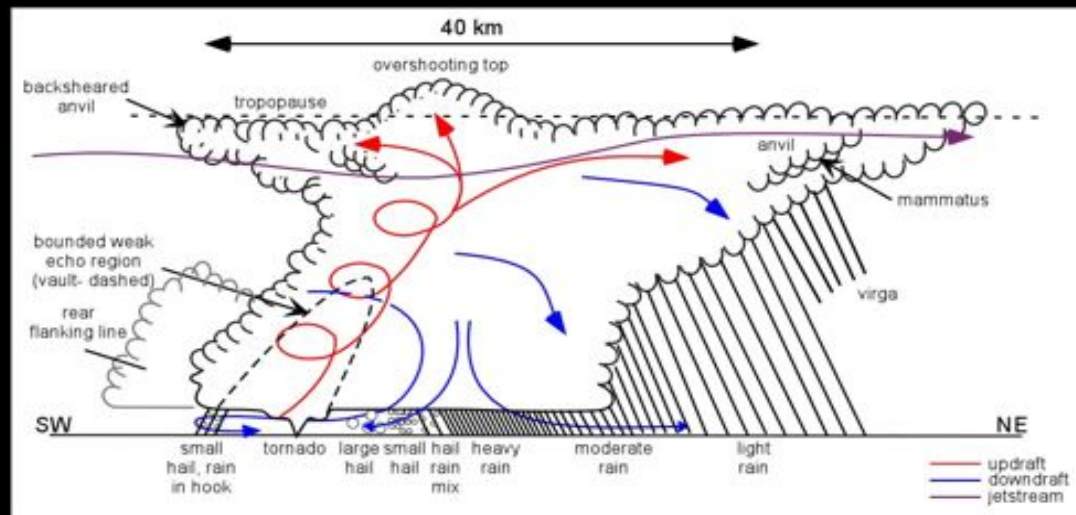 40 km
overshooting top
backsheared
anvil
tropopause
anvil
mammatus
bounded weak
echo region
(vault- dashed)
rear
flanking line
virga
SW
NE
small
hail, rain
in hook
tornado
large
hail
small
hail
hail
rain
mix
heavy
rain
moderate
rain
light
rain
updraft
downdraft
jetstream